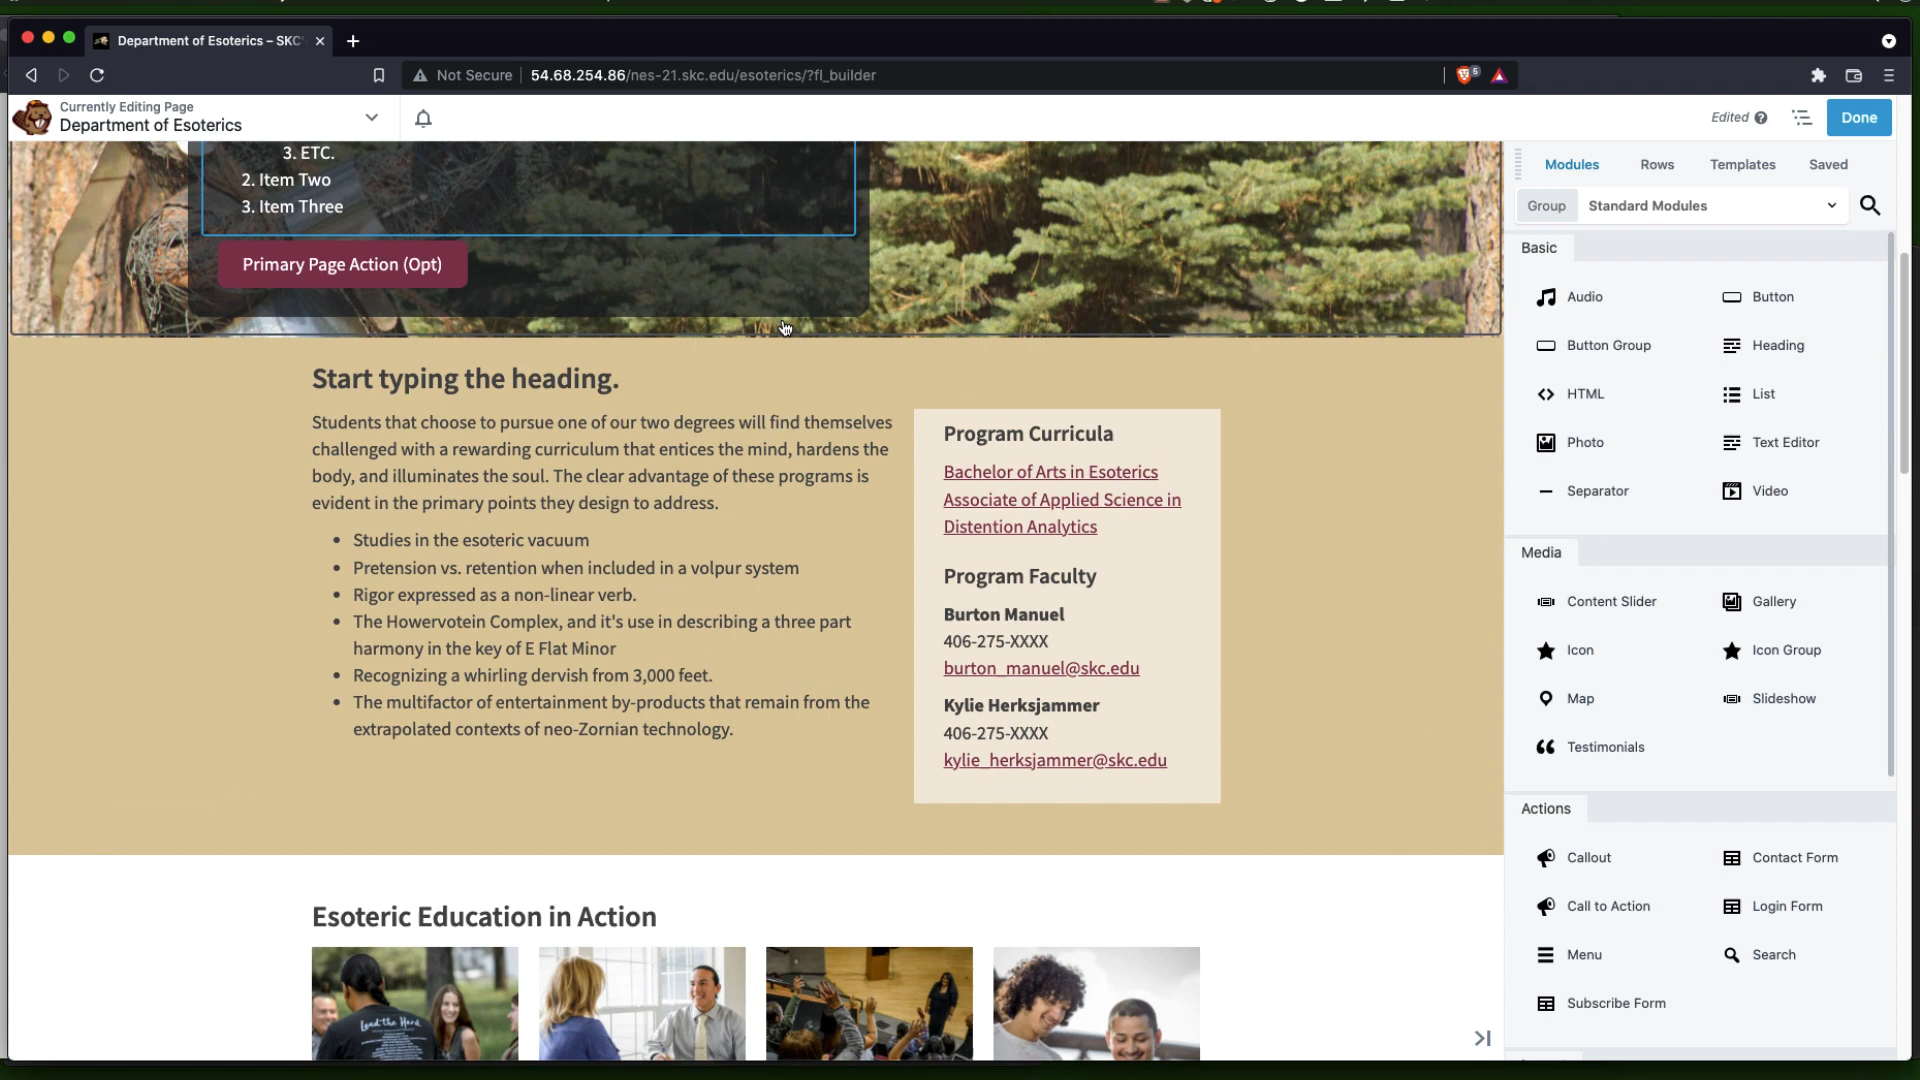 Department of Esoterics – SKC
Not Secure 54.68.254.86/nes-21.skc.edu/esoterics/?fl_builder
5
Currently Editing Page
Department of Esoterics
Edited
Done
3. ETC.
2. Item Two
3. Item Three
Primary Page Action (Opt)
Start typing the heading.
Students that choose to pursue one of our two degrees will find themselves
challenged with a rewarding curriculum that entices the mind, hardens the
body, and illuminates the soul. The clear advantage of these programs is
evident in the primary points they design to address.
• Studies in the esoteric vacuum
• Pretension vs. retention when included in a volpur system
• Rigor expressed as a non-linear verb.
• The Howervotein Complex, and it's use in describing a three part
harmony in the key of E Flat Minor
• Recognizing a whirling dervish from 3,000 feet.
• The multifactor of entertainment by-products that remain from the
extrapolated contexts of neo-Zornian technology.
Program Curricula
Bachelor of Arts in Esoterics
Associate of Applied Science in
Distention Analytics
Program Faculty
Burton Manuel
406-275-XXXX
burton_manuel@skc.edu
Kylie Herksjammer
406-275-XXXX
kylie_herksjammer@skc.edu
Esoteric Education in Action
Lead the Herd
Modules Rows Templates Saved
Group Standard Modules
Basic
Audio Button
Button Group Heading
HTML List
Photo Text Editor
Separator Video
Media
Content Slider Gallery
Icon Icon Group
Map Slideshow
Testimonials
Actions
Callout Contact Form
Call to Action Login Form
Menu Search
Subscribe Form